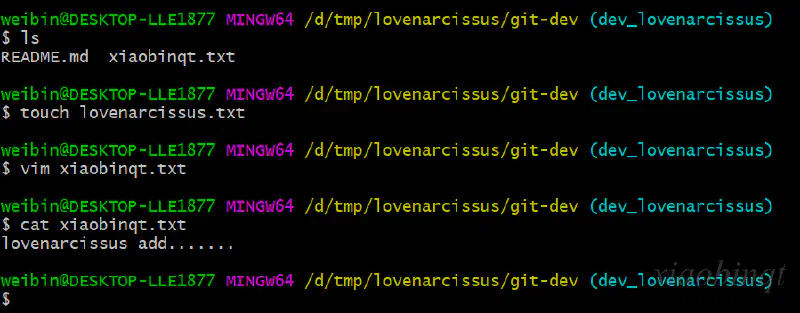 weibin@DESKTOP-LLE1877 MINGW64 /d/tmp/lovenarcissus/git-dev (dev_lovenarcissus)
$ ls
README.md  xiaobinqt.txt
weibin@DESKTOP-LLE1877 MINGW64 /d/tmp/lovenarcissus/git-dev (dev_lovenarcissus)
$ touch lovenarcissus.txt
weibin@DESKTOP-LLE1877 MINGW64 /d/tmp/lovenarcissus/git-dev (dev_lovenarcissus)
$ vim xiaobinqt.txt
weibin@DESKTOP-LLE1877 MINGW64 /d/tmp/lovenarcissus/git-dev (dev_lovenarcissus)
$ cat xiaobinqt.txt
lovenarcissus add.......
weibin@DESKTOP-LLE1877 MINGW64 /d/tmp/lovenarcissus/git-dev (dev_lovenarcissus)
xiaobinqt
$